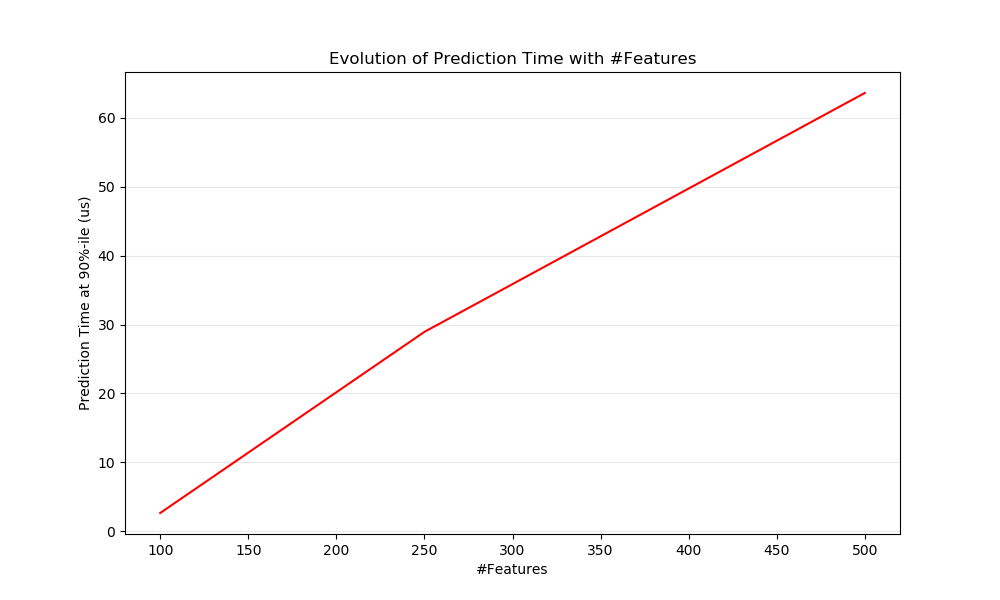 Evolution of Prediction Time with #Features
Prediction Time at 90%-ile (us)
60
50
40
30
20
10
0
100 150 200 250 300 350 400 450 500
#Features